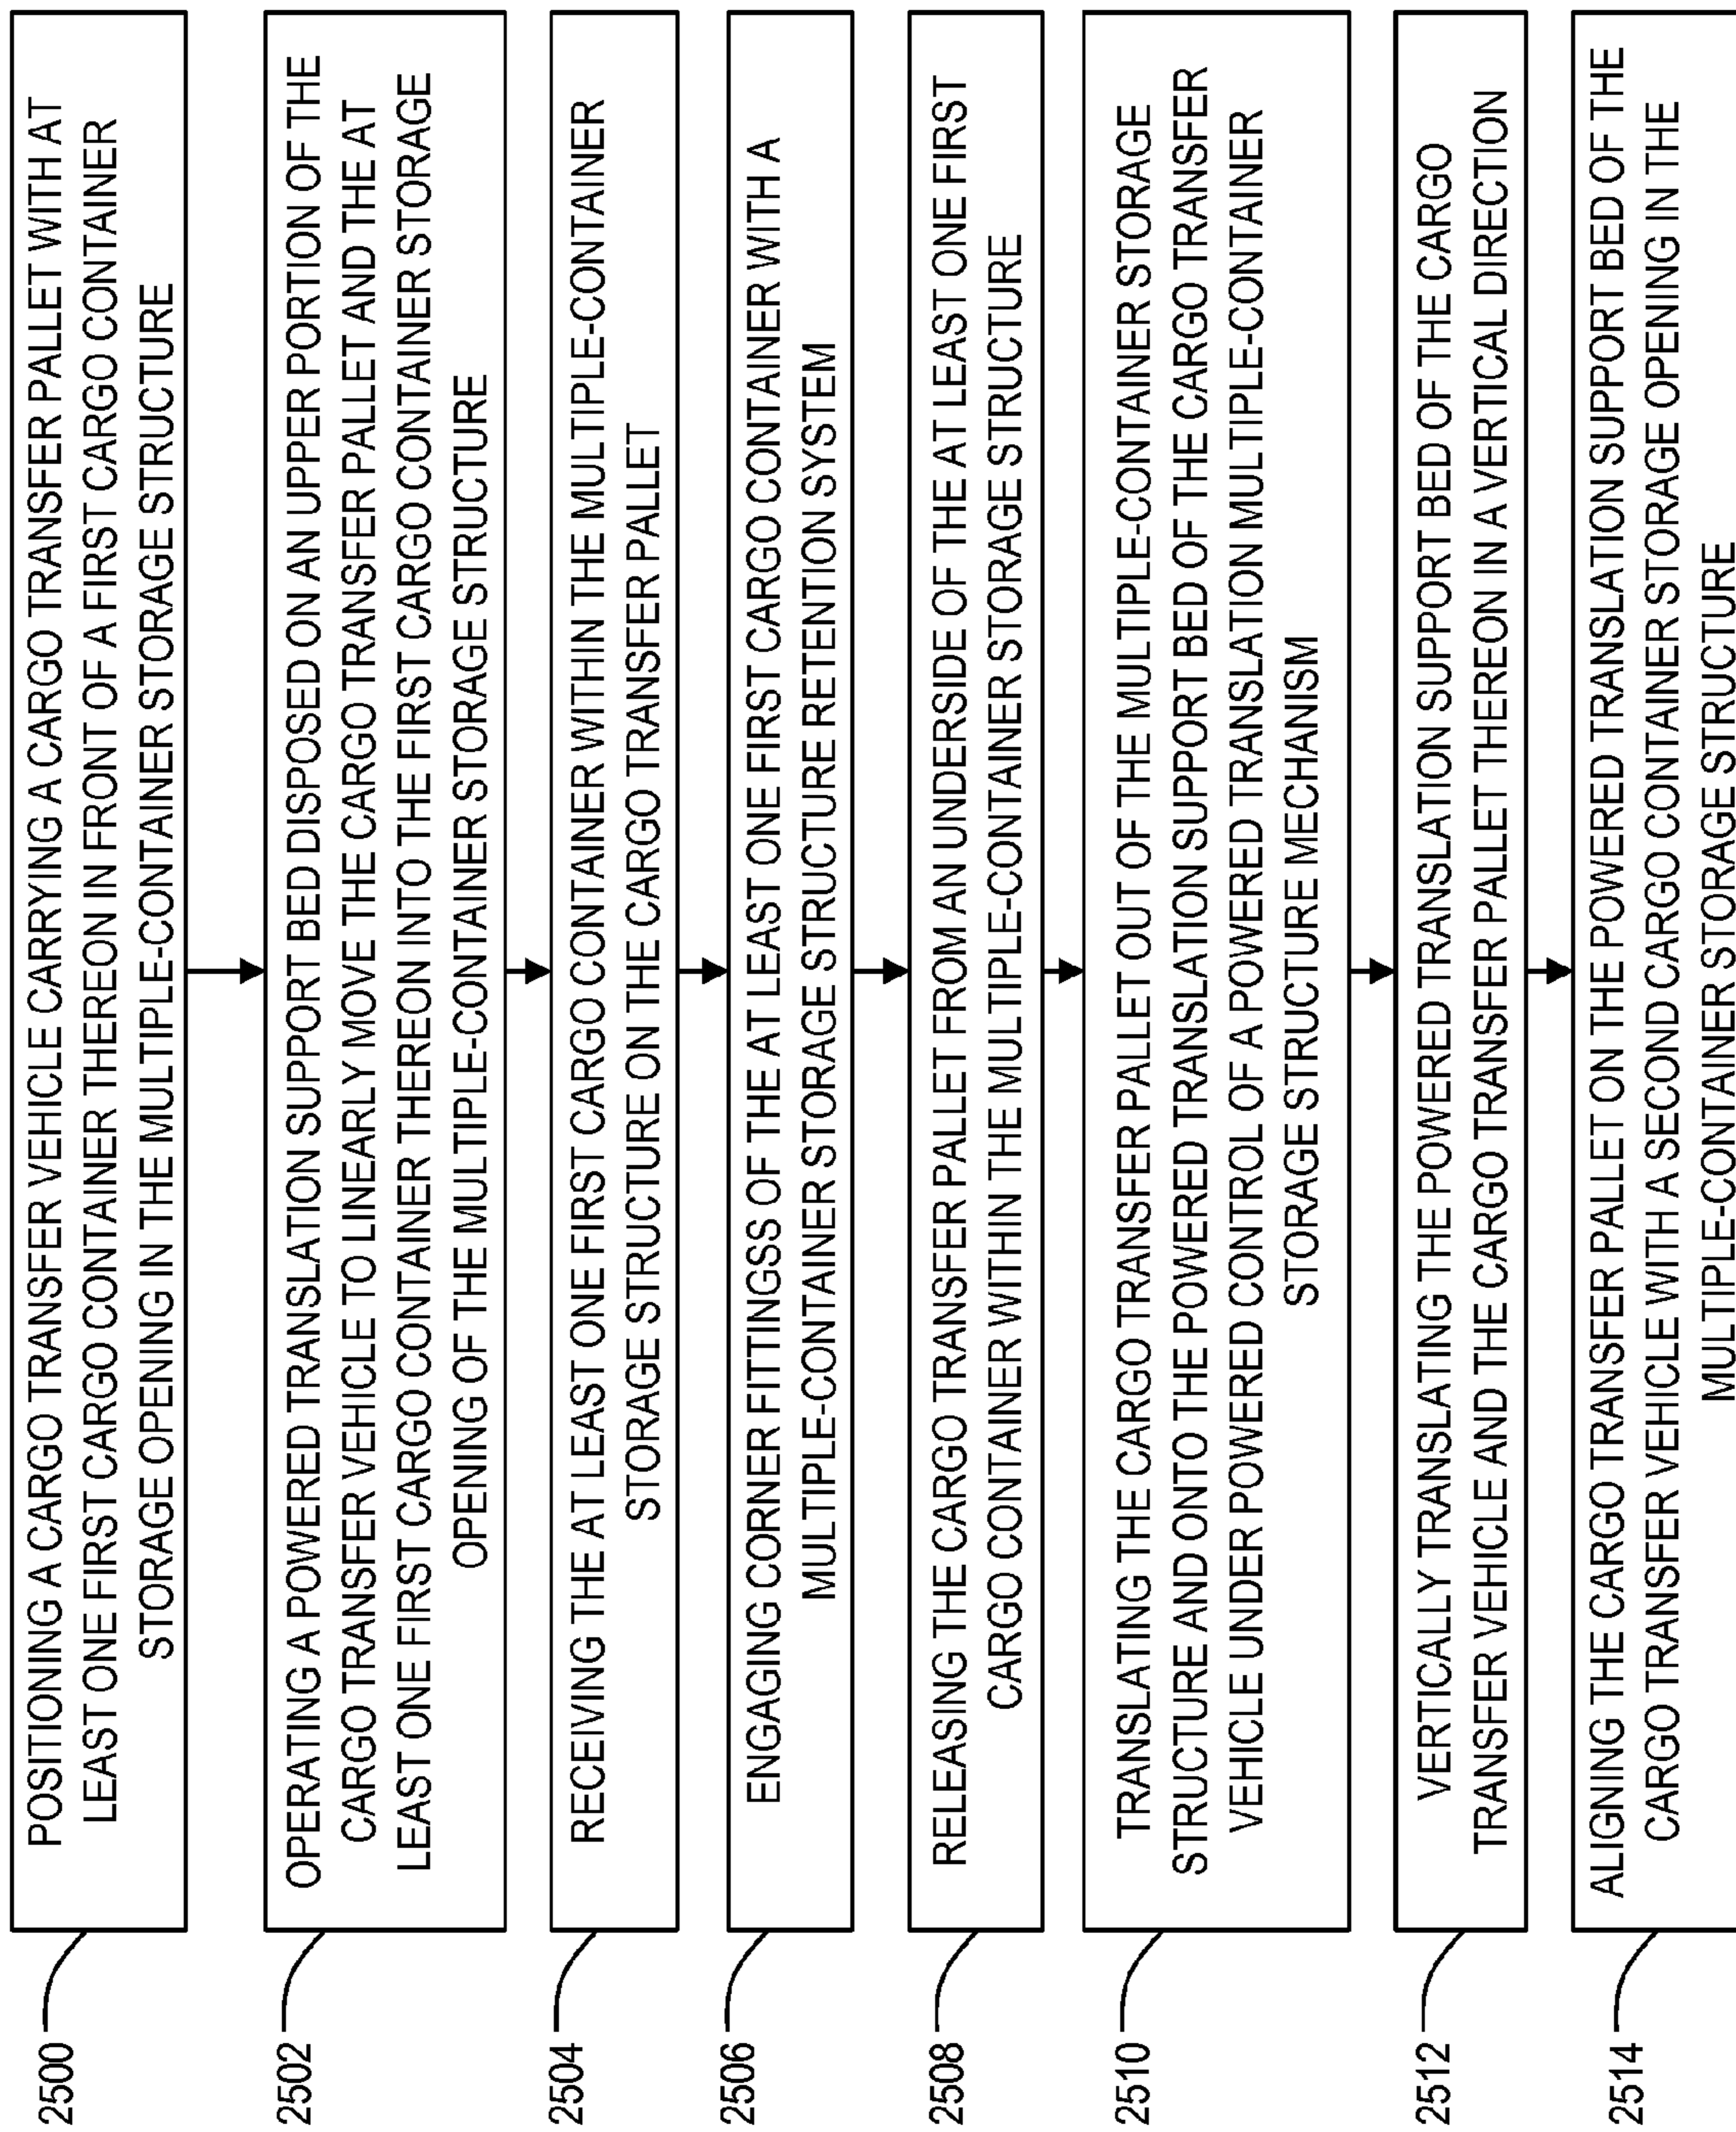 2500
POSITIONING A CARGO TRANSFER VEHICLE CARRYING A CARGO TRANSFER PALLET WITH AT
LEAST ONE FIRST CARGO CONTAINER THEREON IN FRONT OF A FIRST CARGO CONTAINER
STORAGE OPENING IN THE MULTIPLE-CONTAINER STORAGE STRUCTURE
2502
OPERATING A POWERED TRANSLATION SUPPORT BED DISPOSED ON AN UPPER PORTION OF THE
CARGO TRANSFER VEHICLE TO LINEARLY MOVE THE CARGO TRANSFER PALLET AND THE AT
LEAST ONE FIRST CARGO CONTAINER THEREON INTO THE FIRST CARGO CONTAINER STORAGE
OPENING OF THE MULTIPLE-CONTAINER STORAGE STRUCTURE
2504
RECEIVING THE AT LEAST ONE FIRST CARGO CONTAINER WITHIN THE MULTIPLE-CONTAINER
STORAGE STRUCTURE ON THE CARGO TRANSFER PALLET
2506
ENGAGING CORNER FITTINGSS OF THE AT LEAST ONE FIRST CARGO CONTAINER WITH A
MULTIPLE-CONTAINER STORAGE STRUCTURE RETENTION SYSTEM
2508
RELEASING THE CARGO TRANSFER PALLET FROM AN UNDERSIDE OF THE AT LEAST ONE FIRST
CARGO CONTAINER WITHIN THE MULTIPLE-CONTAINER STORAGE STRUCTURE
2510
TRANSLATING THE CARGO TRANSFER PALLET OUT OF THE MULTIPLE-CONTAINER STORAGE
STRUCTURE AND ONTO THE POWERED TRANSLATION SUPPORT BED OF THE CARGO TRANSFER
VEHICLE UNDER POWERED CONTROL OF A POWERED TRANSLATION MULTIPLE-CONTAINER
STORAGE STRUCTURE MECHANISM
2512
VERTICALLY TRANSLATING THE POWERED TRANSLATION SUPPORT BED OF THE CARGO
TRANSFER VEHICLE AND THE CARGO TRANSFER PALLET THEREON IN A VERTICAL DIRECTION
2514
ALIGNING THE CARGO TRANSFER PALLET ON THE POWERED TRANSLATION SUPPORT BED OF THE
CARGO TRANSFER VEHICLE WITH A SECOND CARGO CONTAINER STORAGE OPENING IN THE
MULTIPLE-CONTAINER STORAGE STRUCTURE